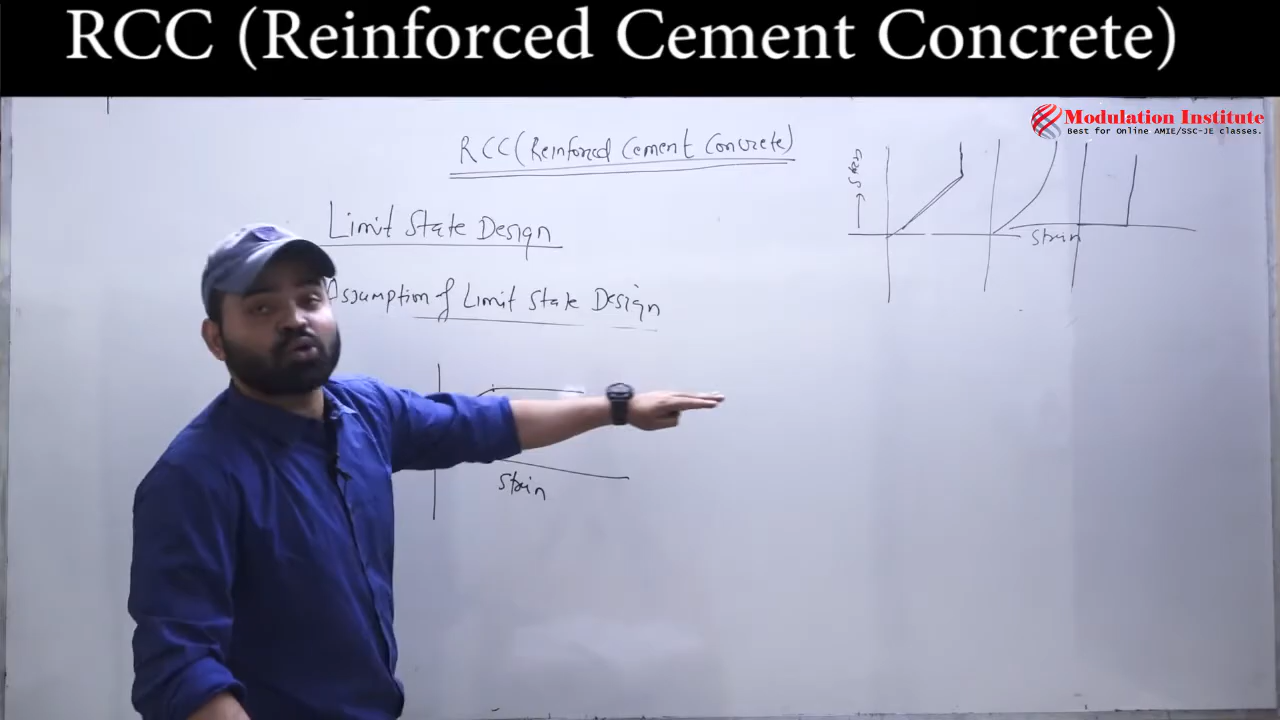 RCC (Reinforced Cement Concrete)
Modulation Institute
Best for Online AMIE/SSC-JE classes.
RCC (Reinforced Cement Concrete)
Limit State Design
Assumption of Limit State Design
Strain
Strain